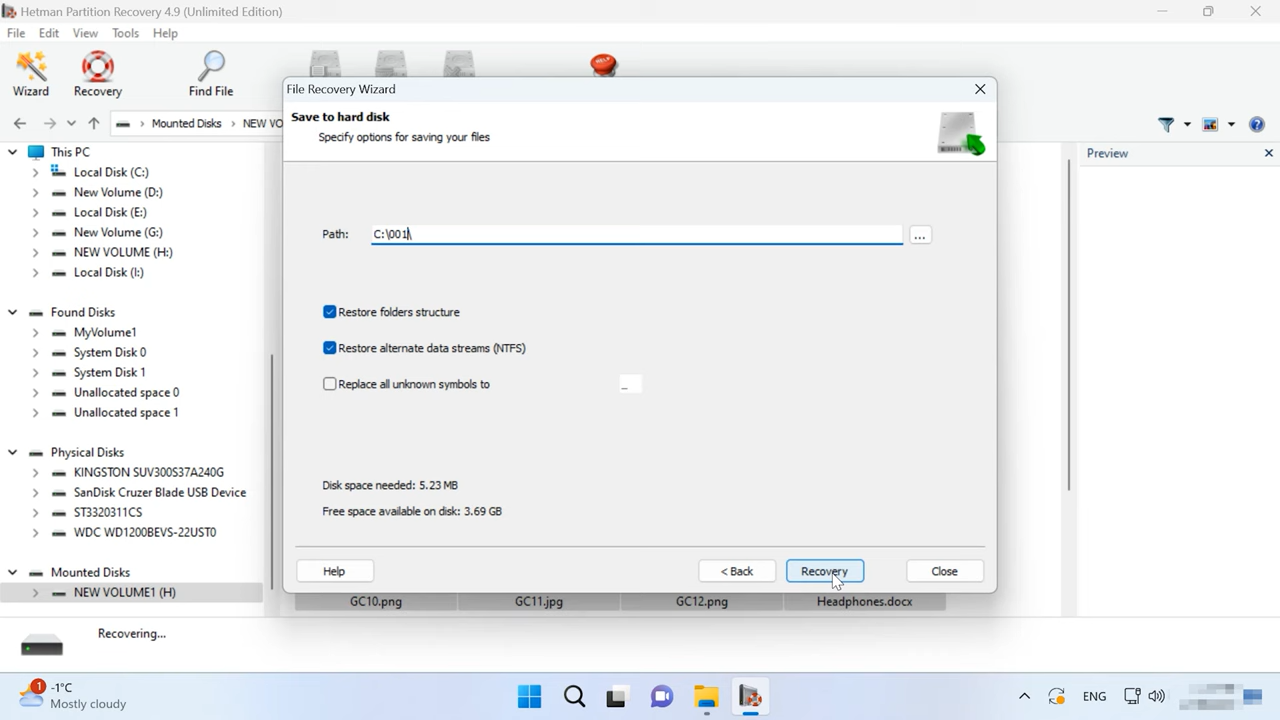 Hetman Partition Recovery 4.9 (Unlimited Edition)
File Edit View Tools Help
Wizard Recovery Find File
HELP
Mounted Disks NEW VO
File Recovery Wizard
Save to hard disk
Specify options for saving your files
Path: C:\001\ ...
Restore folders structure
Restore alternate data streams (NTFS)
Replace all unknown symbols to _
Disk space needed: 5.23 MB
Free space available on disk: 3.69 GB
Help < Back Recovery Close
This PC
Local Disk (C:)
New Volume (D:)
Local Disk (E:)
New Volume (G:)
NEW VOLUME (H:)
Local Disk (I:)
Found Disks
MyVolume1
System Disk 0
System Disk 1
Unallocated space 0
Unallocated space 1
Physical Disks
KINGSTON SUV300S37A240G
SanDisk Cruzer Blade USB Device
ST3320311CS
WDC WD1200BEVS-22UST0
Mounted Disks
NEW VOLUME1 (H)
Preview
GC10.png GC11.jpg GC12.png Headphones.docx
Recovering...
1
-1°C
Mostly cloudy
ENG